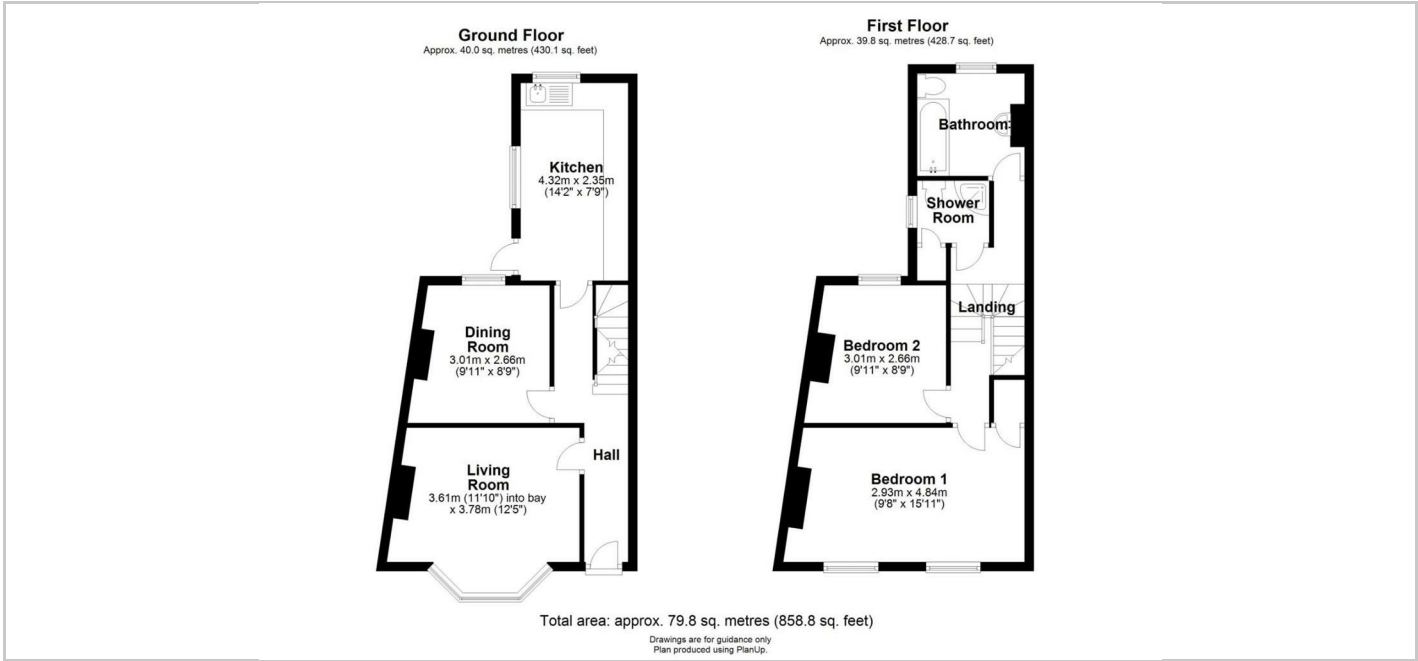 Ground Floor
Approx. 40.0 sq. metres (430.1 sq. feet)
Kitchen
4.32m x 2.35m
(14'2" x 7'9")
Dining
Room
3.01m x 2.66m
(9'11" x 8'9")
Hall
Living
Room
3.61m (11'10") into bay
x 3.78m (12'5")
First Floor
Approx. 39.8 sq. metres (428.7 sq. feet)
Bathroom
Shower
Room
Landing
Bedroom 2
3.01m x 2.66m
(9'11" x 8'9")
Bedroom 1
2.93m x 4.84m
(9'8" x 15'11")
Total area: approx. 79.8 sq. metres (858.8 sq. feet)
Drawings are for guidance only
Plan produced using PlanUp.